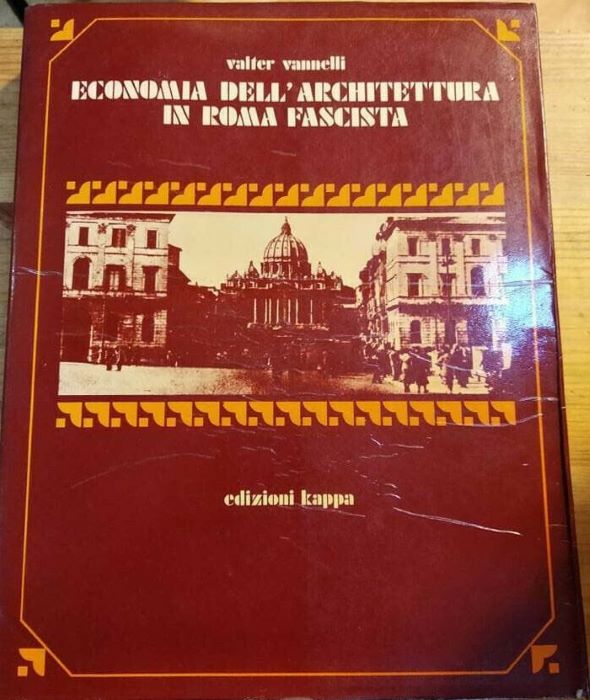 valter vannelli
ECONOMIA DELL'ARCHITETTURA
IN ROMA FASCISTA
edizioni kappa